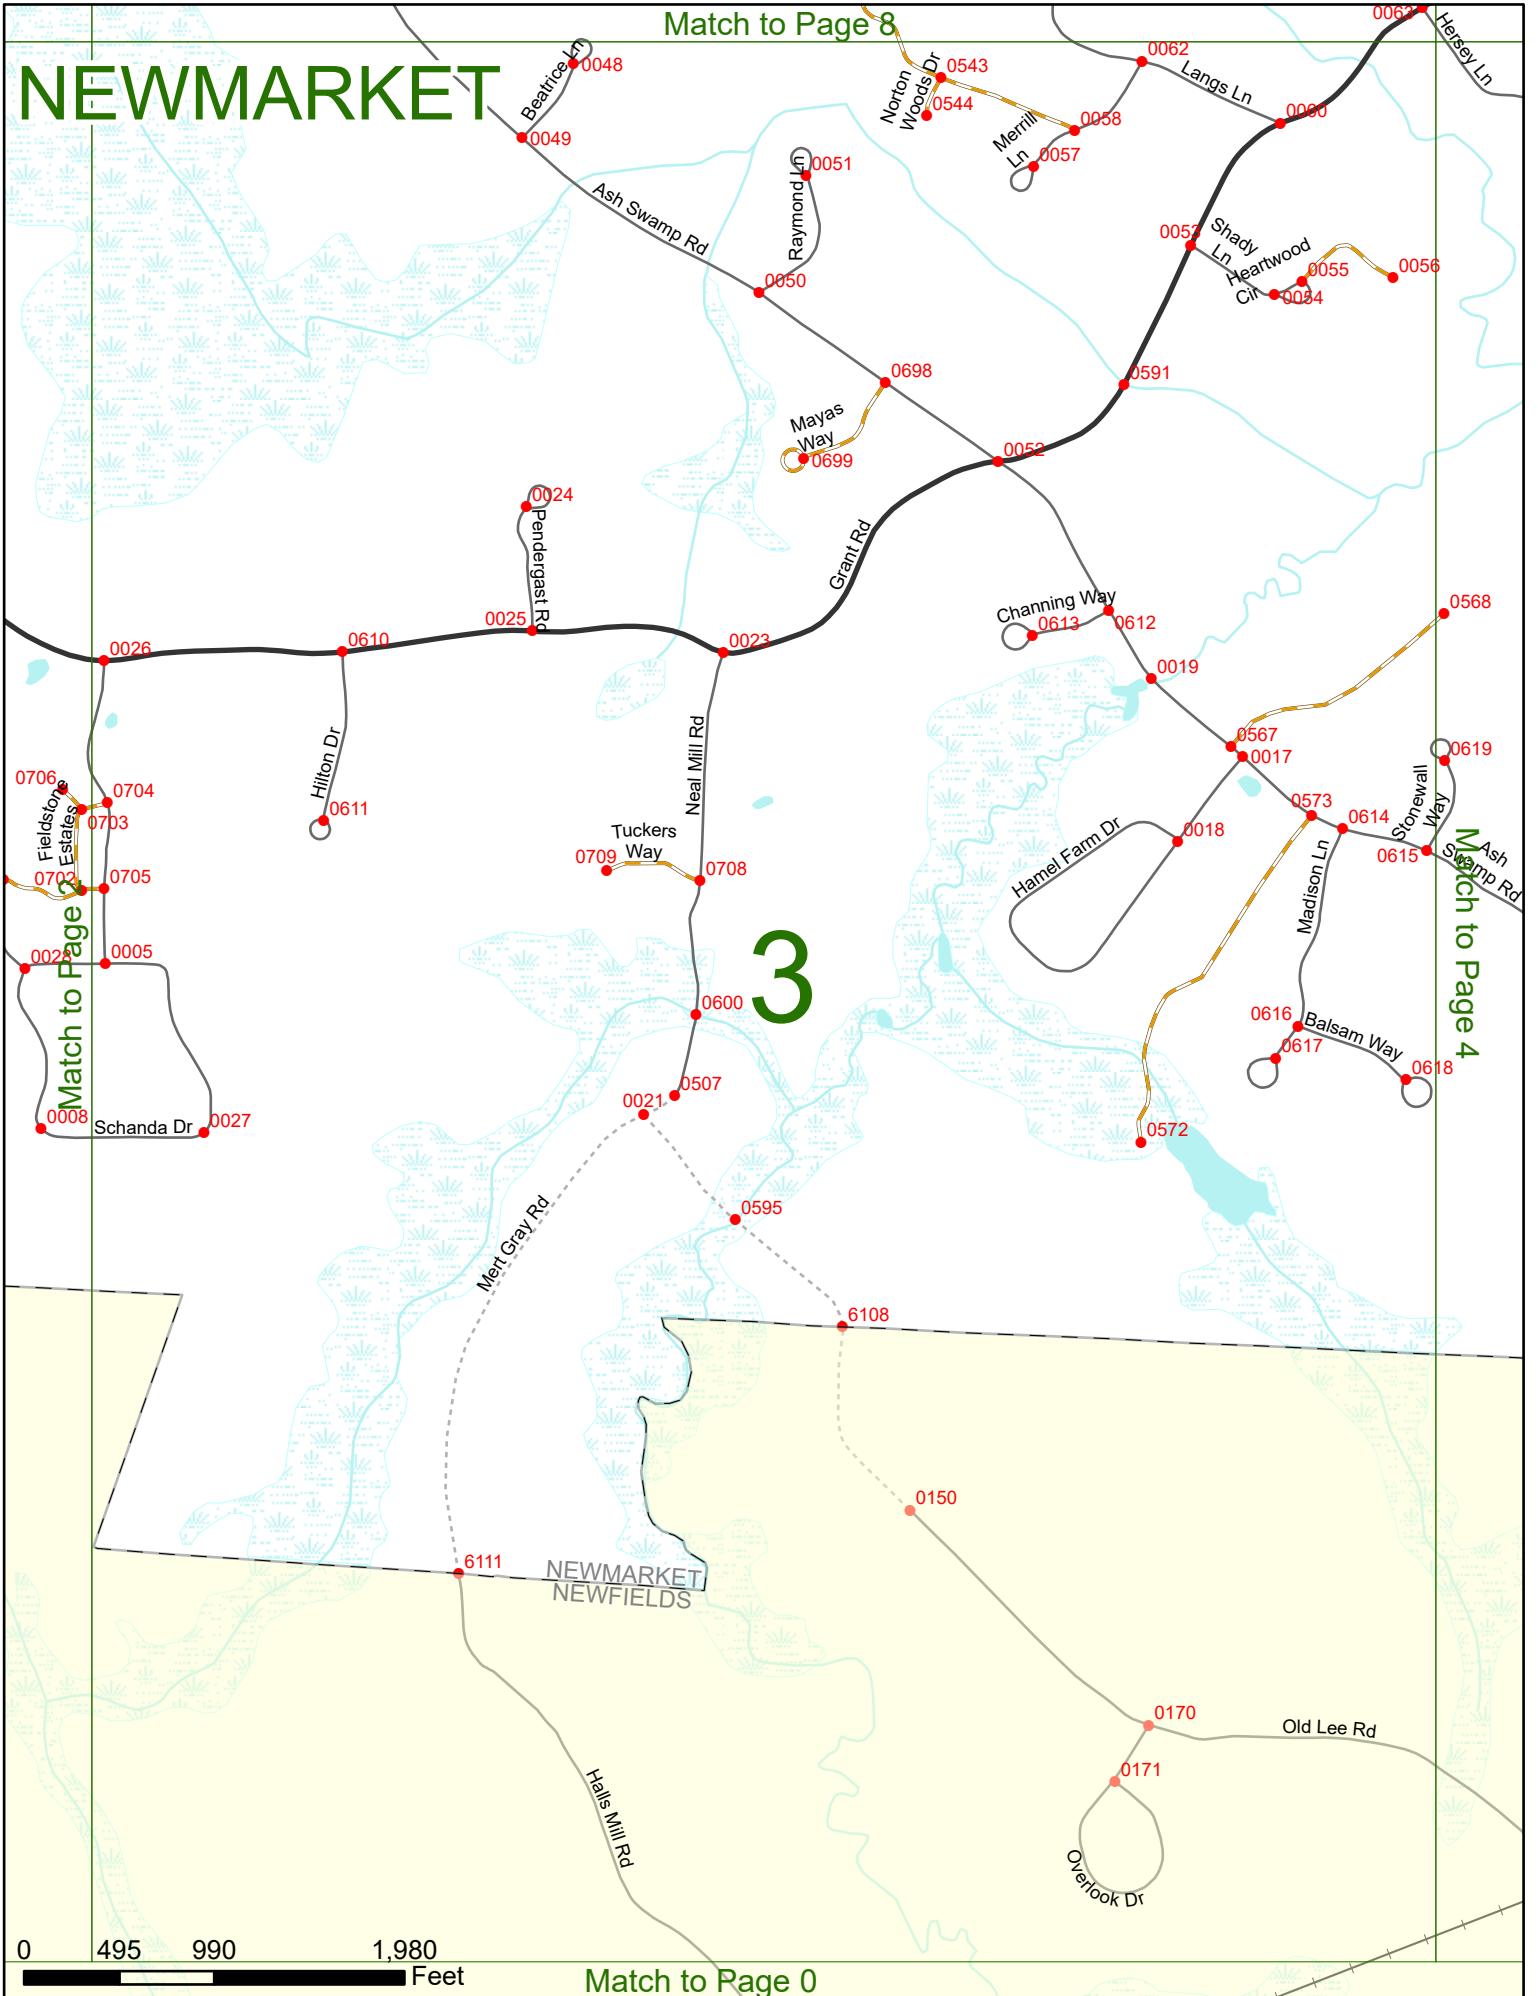 Match to Page 8
NEWMARKET
0063
Hersey Ln
0048
Beatrice Ln
0049
Norton
Woods Dr
0543
0544
0062
Langs Ln
0058
0060
Merrill
Ln
0057
0051
Raymond Ln
Ash Swamp Rd
0050
0053
Shady
Ln
Heartwood
Cir
0055
0054
0056
0591
0698
Mayas
Way
0699
0052
0024
Pendergast Rd
0025
Grant Rd
0026
0610
0023
Channing Way
0613
0612
0568
0019
0567
0017
0619
Stonewall
Way
0706
Fieldstone
Estates
0704
0703
Hilton Dr
0611
Neal Mill Rd
Tuckers
Way
0709
0708
0573
0614
0018
Hamel Farm Dr
0615
Ash
Swamp Rd
Madison Ln
0702
0705
Match to Page 2
Match to Page 4
0028
0005
3
0600
0616
Balsam Way
0617
0618
0507
0021
0008
Schanda Dr
0027
0572
0595
Mert Gray Rd
6108
0150
6111
NEWMARKET
NEWFIELDS
0170
Old Lee Rd
0171
Halls Mill Rd
Overlook Dr
0 495 990 1,980
Feet
Match to Page 0